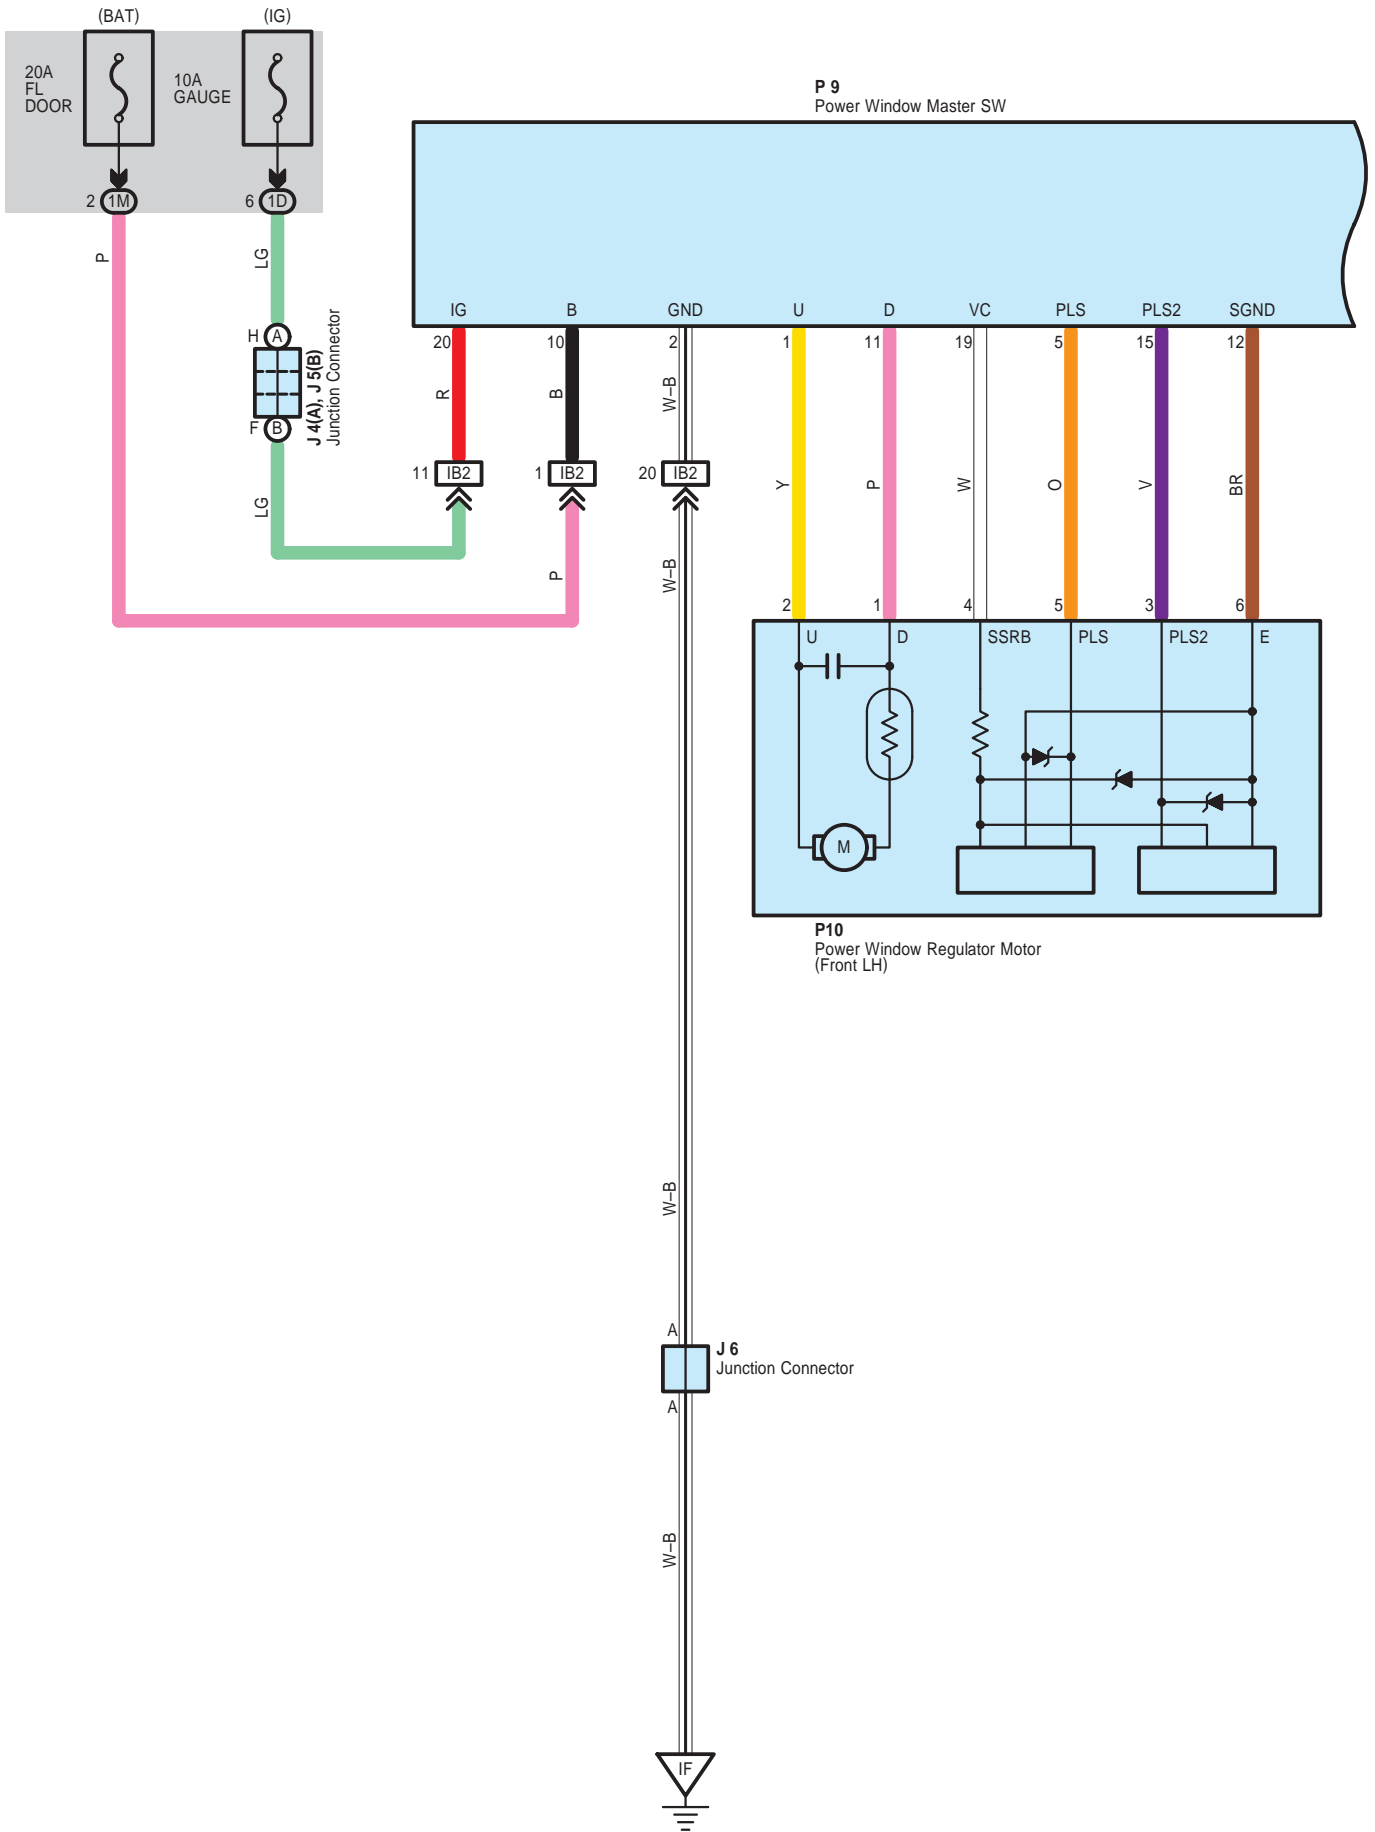 (BAT)
(IG)
20A
FL
DOOR
10A
GAUGE
2
1M
6
1D
P 9
Power Window Master SW
P
LG
IG
B
GND
U
D
VC
PLS
PLS2
SGND
20
10
2
1
11
19
5
15
12
H
A
J 4(A), J 5(B)
Junction Connector
F
B
R
B
W–B
11
IB2
1
IB2
20
IB2
Y
P
W
O
V
BR
LG
P
W–B
2
1
4
5
3
6
U
D
SSRB
PLS
PLS2
E
M
P10
Power Window Regulator Motor
(Front LH)
W–B
A
J 6
Junction Connector
A
W–B
IF